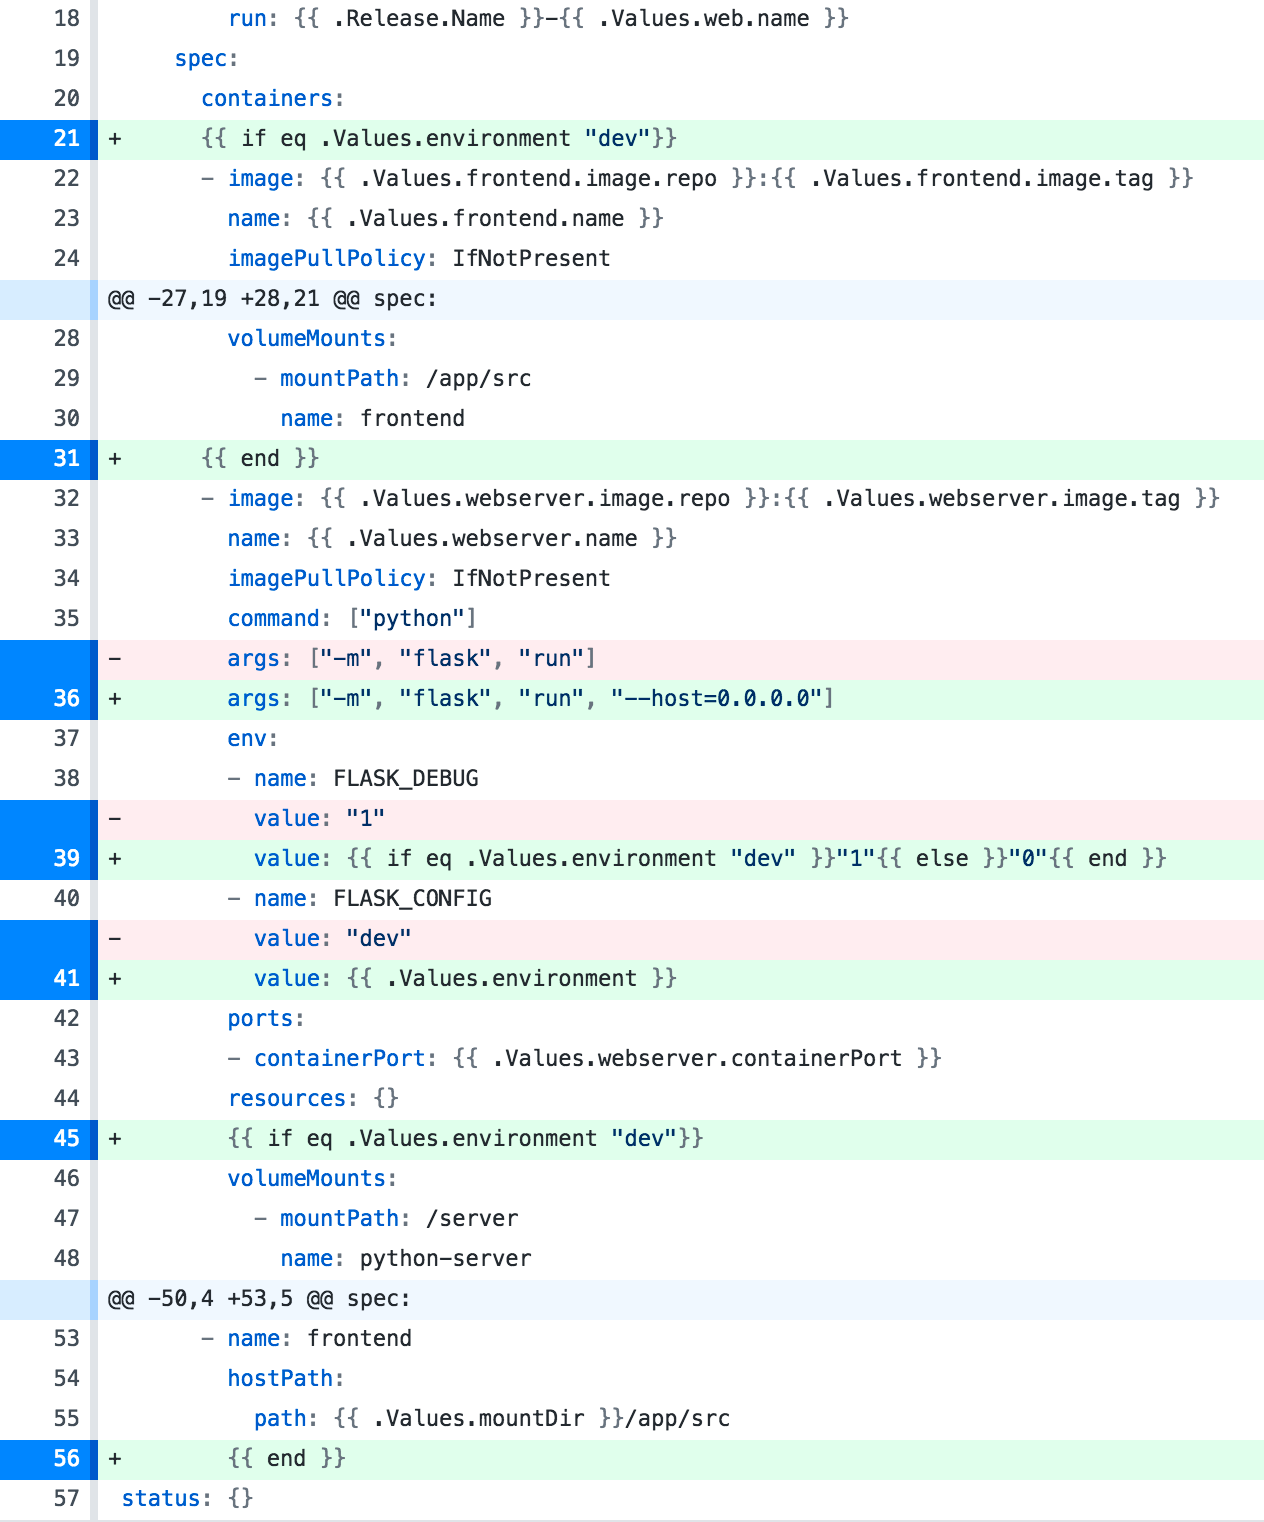 18 run: {{ .Release.Name }}-{{ .Values.web.name }}
19 spec:
20 containers:
21 + {{ if eq .Values.environment "dev"}}
22 - image: {{ .Values.frontend.image.repo }}:{{ .Values.frontend.image.tag }}
23 name: {{ .Values.frontend.name }}
24 imagePullPolicy: IfNotPresent
@@ -27,19 +28,21 @@ spec:
28 volumeMounts:
29 - mountPath: /app/src
30 name: frontend
31 + {{ end }}
32 - image: {{ .Values.webserver.image.repo }}:{{ .Values.webserver.image.tag }}
33 name: {{ .Values.webserver.name }}
34 imagePullPolicy: IfNotPresent
35 command: ["python"]
- args: ["-m", "flask", "run"]
36 + args: ["-m", "flask", "run", "--host=0.0.0.0"]
37 env:
38 - name: FLASK_DEBUG
- value: "1"
39 + value: {{ if eq .Values.environment "dev" }}"1"{{ else }}"0"{{ end }}
40 - name: FLASK_CONFIG
- value: "dev"
41 + value: {{ .Values.environment }}
42 ports:
43 - containerPort: {{ .Values.webserver.containerPort }}
44 resources: {}
45 + {{ if eq .Values.environment "dev"}}
46 volumeMounts:
47 - mountPath: /server
48 name: python-server
@@ -50,4 +53,5 @@ spec:
53 - name: frontend
54 hostPath:
55 path: {{ .Values.mountDir }}/app/src
56 + {{ end }}
57 status: {}